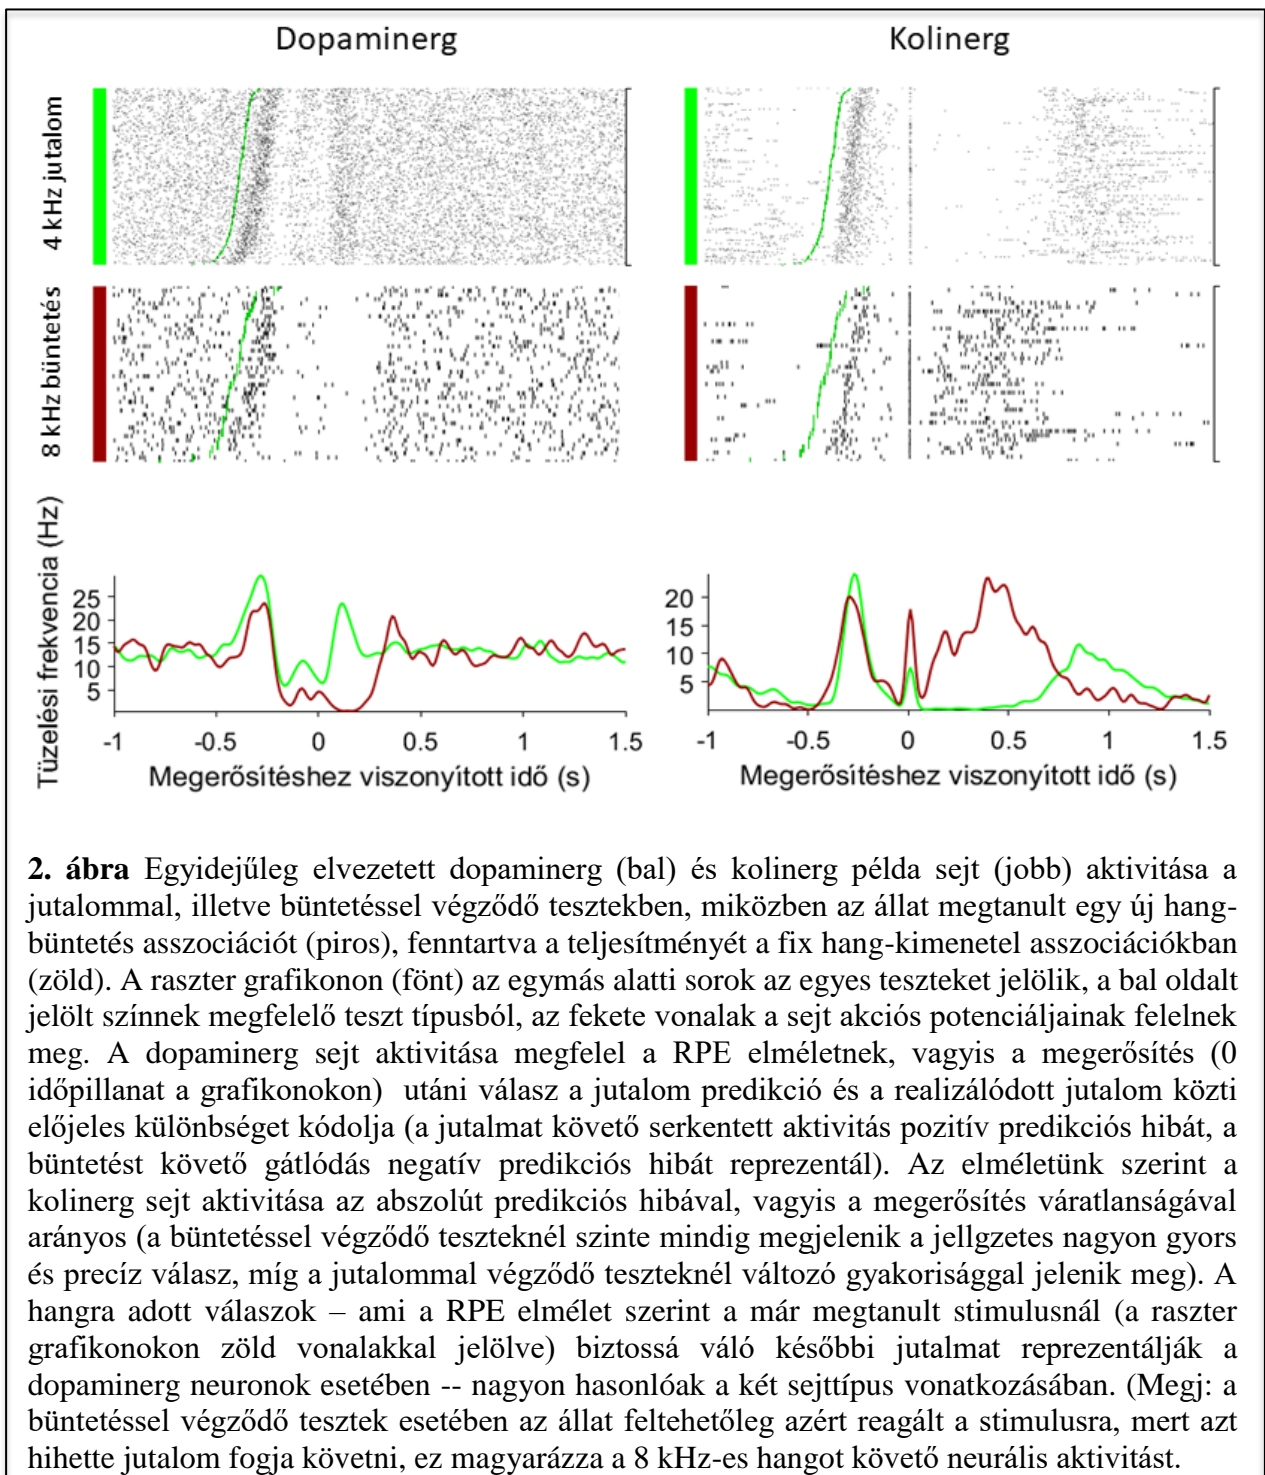 Dopaminerg
Kolinerg
4 kHz jutalom
8 kHz büntetés
Tüzelési frekvencia (Hz)
25
20
15
10
5
-1 -0.5 0 0.5 1 1.5
Megerősítéshez viszonyított idő (s)
20
15
10
5
-1 -0.5 0 0.5 1 1.5
Megerősítéshez viszonyított idő (s)
2. ábra Egyidejűleg elvezetett dopaminerg (bal) és kolinerg példa sejt (jobb) aktivitása a
jutalommal, illetve büntetéssel végződő tesztekben, miközben az állat megtanult egy új hang-
büntetés asszociációt (piros), fenntartva a teljesítményét a fix hang-kimenetel asszociációkban
(zöld). A raszter grafikonon (fönt) az egymás alatti sorok az egyes teszteket jelölik, a bal oldalt
jelölt színnek megfelelő teszt típusból, az fekete vonalak a sejt akciós potenciáljainak felelnek
meg. A dopaminerg sejt aktivitása megfelel a RPE elméletnek, vagyis a megerősítés (0
időpillanat a grafikonokon) utáni válasz a jutalom predikció és a realizálódott jutalom közti
előjeles különbséget kódolja (a jutalmat követő serkentett aktivitás pozitív predikciós hibát, a
büntetést követő gátlódás negatív predikciós hibát reprezentál). Az elméletünk szerint a
kolinerg sejt aktivitása az abszolút predikciós hibával, vagyis a megerősítés váratlanságával
arányos (a büntetéssel végződő teszteknél szinte mindig megjelenik a jellgzetes nagyon gyors
és precíz válasz, míg a jutalommal végződő teszteknél változó gyakorisággal jelenik meg). A
hangra adott válaszok – ami a RPE elmélet szerint a már megtanult stimulusnál (a raszter
grafikonokon zöld vonalakkal jelölve) biztossá váló későbbi jutalmat reprezentálják a
dopaminerg neuronok esetében -- nagyon hasonlóak a két sejttípus vonatkozásában. (Megj: a
büntetéssel végződő tesztek esetében az állat feltehetőleg azért reagált a stimulusra, mert azt
hihette jutalom fogja követni, ez magyarázza a 8 kHz-es hangot követő neurális aktivitást.